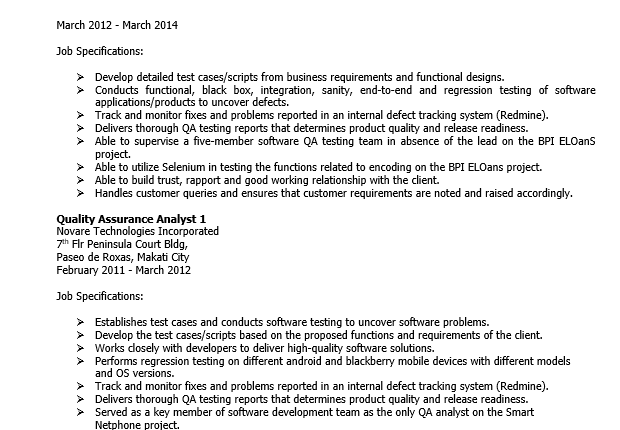 March 2012 - March 2014
Job Specifications:
➤ Develop detailed test cases/scripts from business requirements and functional designs.
➤ Conducts functional, black box, integration, sanity, end-to-end and regression testing of software
applications/products to uncover defects.
➤ Track and monitor fixes and problems reported in an internal defect tracking system (Redmine).
➤ Delivers thorough QA testing reports that determines product quality and release readiness.
➤ Able to supervise a five-member software QA testing team in absence of the lead on the BPI ELOanS
project.
➤ Able to utilize Selenium in testing the functions related to encoding on the BPI ELOans project.
➤ Able to build trust, rapport and good working relationship with the client.
➤ Handles customer queries and ensures that customer requirements are noted and raised accordingly.
Quality Assurance Analyst 1
Novare Technologies Incorporated
7th Flr Peninsula Court Bldg,
Paseo de Roxas, Makati City
February 2011 - March 2012
Job Specifications:
➤ Establishes test cases and conducts software testing to uncover software problems.
➤ Develop the test cases/scripts based on the proposed functions and requirements of the client.
➤ Works closely with developers to deliver high-quality software solutions.
➤ Performs regression testing on different android and blackberry mobile devices with different models
and OS versions.
➤ Track and monitor fixes and problems reported in an internal defect tracking system (Redmine).
➤ Delivers thorough QA testing reports that determines product quality and release readiness.
➤ Served as a key member of software development team as the only QA analyst on the Smart
Netphone project.